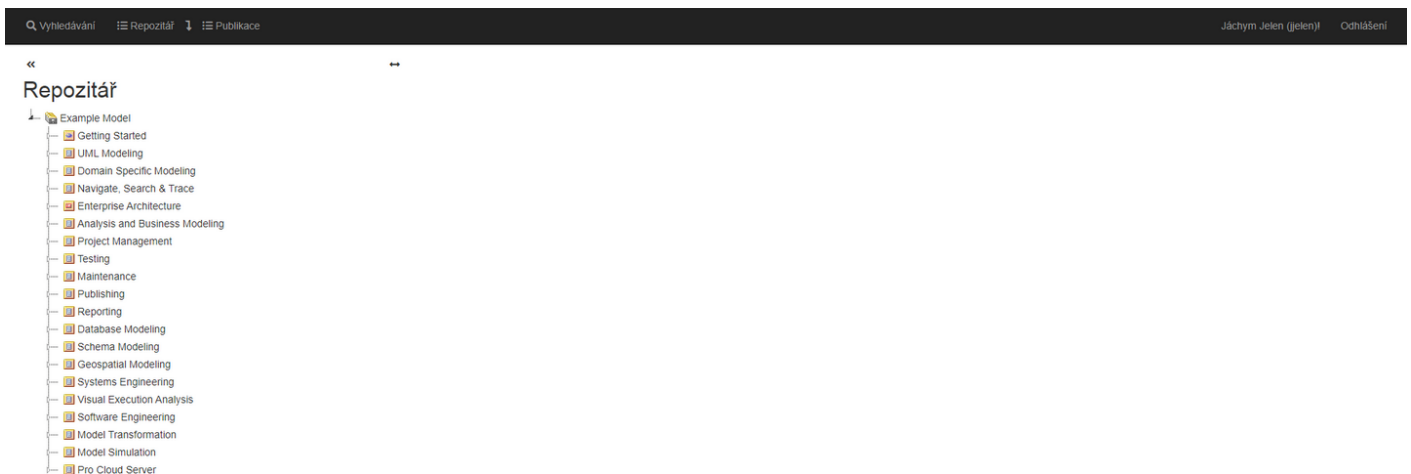 Vyhledávání Repozitář Publikace Jáchym Jelen (jjelen)! Odhlášení
Repozitář
Example Model
Getting Started
UML Modeling
Domain Specific Modeling
Navigate, Search & Trace
Enterprise Architecture
Analysis and Business Modeling
Project Management
Testing
Maintenance
Publishing
Reporting
Database Modeling
Schema Modeling
Geospatial Modeling
Systems Engineering
Visual Execution Analysis
Software Engineering
Model Transformation
Model Simulation
Pro Cloud Server